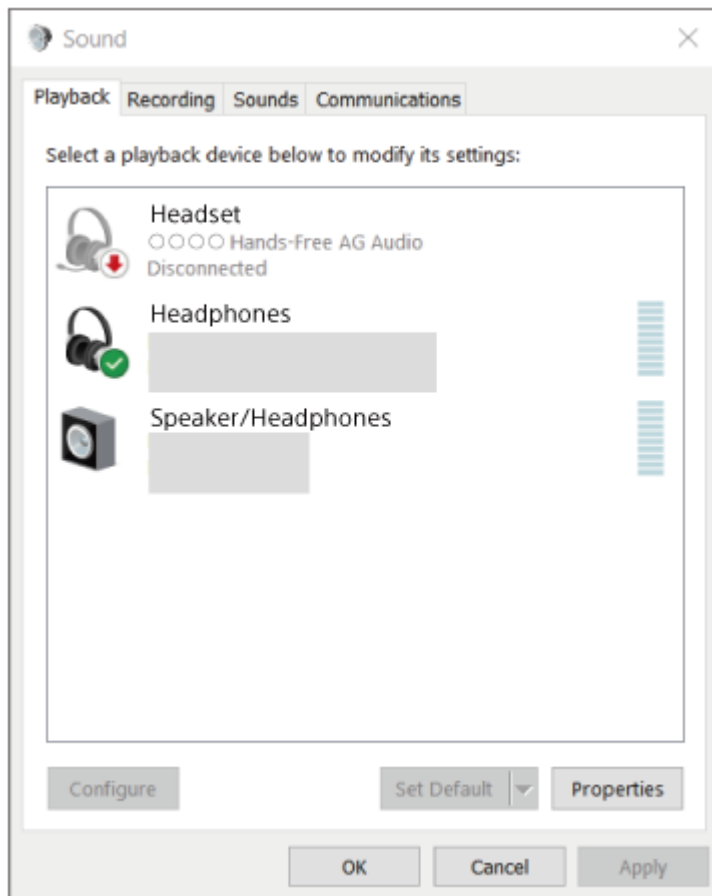 Sound
Playback Recording Sounds Communications
Select a playback device below to modify its settings:
Headset
○○○○ Hands-Free AG Audio
Disconnected
Headphones
Speaker/Headphones
Configure Set Default Properties
OK Cancel Apply